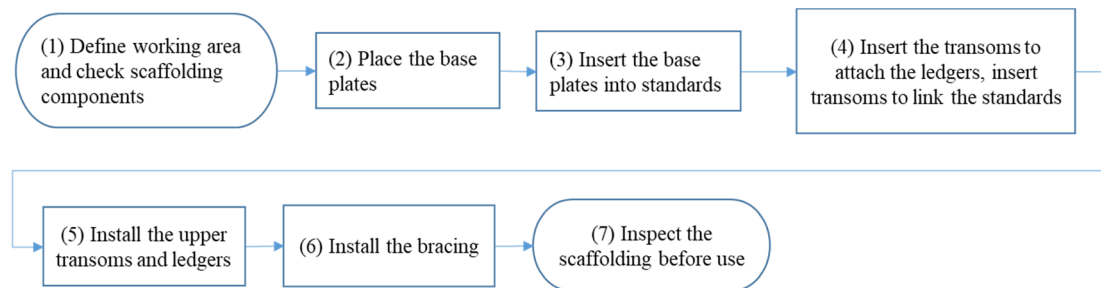 (1) Define working area
and check scaffolding
components
(2) Place the base
plates
(3) Insert the base
plates into standards
(4) Insert the transoms to
attach the ledgers, insert
transoms to link the standards
(5) Install the upper
transoms and ledgers
(6) Install the bracing
(7) Inspect the
scaffolding before use